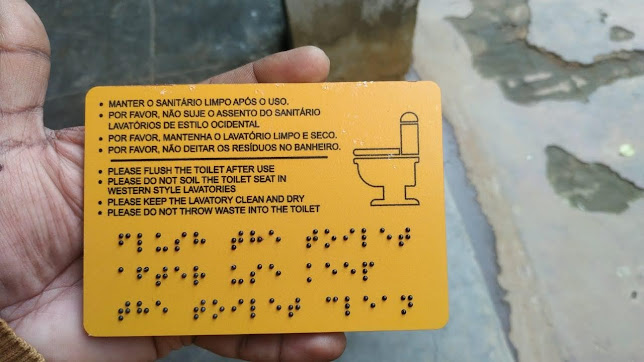 • MANTER O SANITÁRIO LIMPO APÓS O USO.
• POR FAVOR, NÃO SUJE O ASSENTO DO SANITÁRIO
LAVATÓRIOS DE ESTILO OCIDENTAL
• POR FAVOR, MANTENHA O LAVATÓRIO LIMPO E SECO.
• POR FAVOR, NÃO DEITAR OS RESÍDUOS NO BANHEIRO.
• PLEASE FLUSH THE TOILET AFTER USE
• PLEASE DO NOT SOIL THE TOILET SEAT IN
WESTERN STYLE LAVATORIES
• PLEASE KEEP THE LAVATORY CLEAN AND DRY
• PLEASE DO NOT THROW WASTE INTO THE TOILET